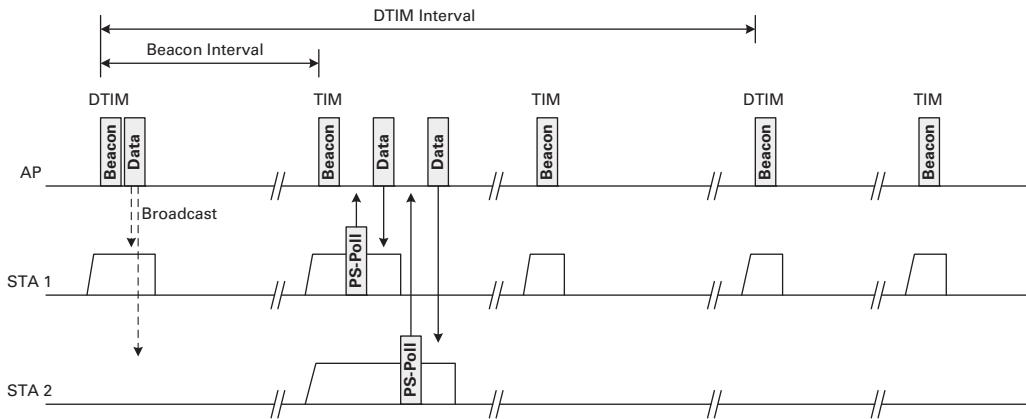 DTIM Interval
Beacon Interval
DTIM
TIM
TIM
DTIM
TIM
AP
Beacon
Data
Beacon
Data
Data
Beacon
Beacon
Beacon
Broadcast
STA 1
PS-Poll
STA 2
PS-Poll